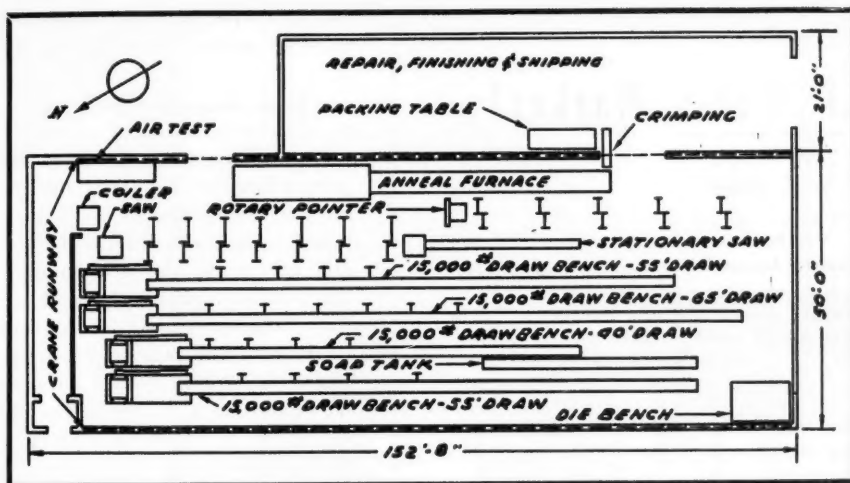 REPAIR, FINISHING & SHIPPING
PACKING TABLE
CRIMPING
21'-0"
N
AIR TEST
ANNEAL FURNACE
COILER
SAW
ROTARY POINTER
STATIONARY SAW
15,000# DRAW BENCH-55' DRAW
15,000# DRAW BENCH-65' DRAW
15,000# DRAW BENCH-40' DRAW
SOAP TANK
15,000# DRAW BENCH-55' DRAW
DIE BENCH
CRANE RUNWAY
50'-0"
152'-8"